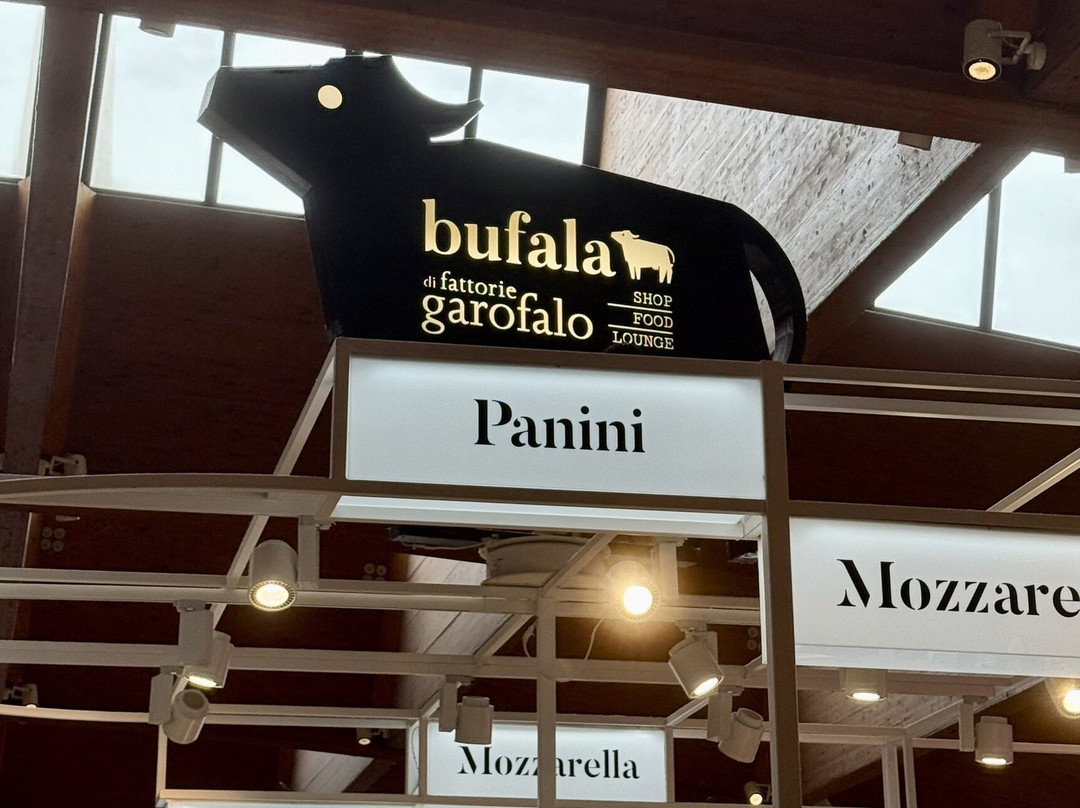 bufala
di fattorie
garofalo
SHOP
FOOD
LOUNGE
Panini
Mozzare
Mozzarella